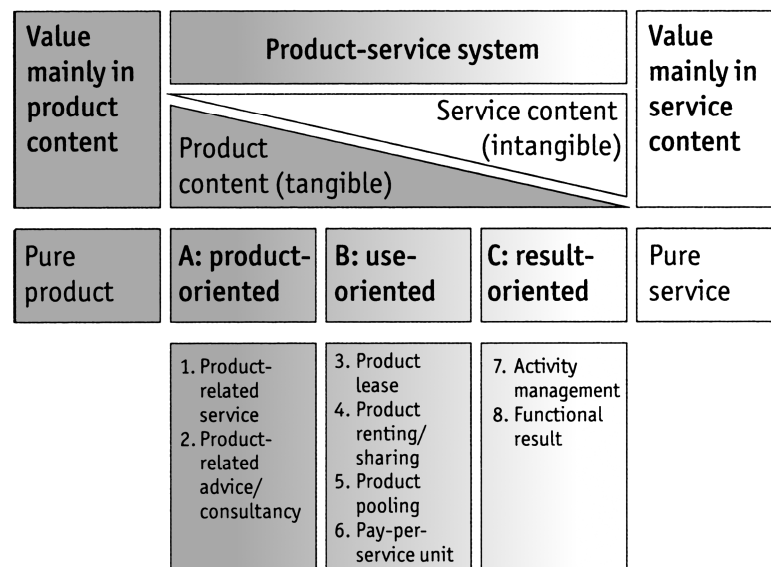 Value
mainly in
product
content
Product-service system
Service content
(intangible)
Product
content (tangible)
Value
mainly in
service
content
Pure
product
A: product-
oriented
B: use-
oriented
C: result-
oriented
Pure
service
1. Product-
related
service
2. Product-
related
advice/
consultancy
3. Product
lease
4. Product
renting/
sharing
5. Product
pooling
6. Pay-per-
service unit
7. Activity
management
8. Functional
result